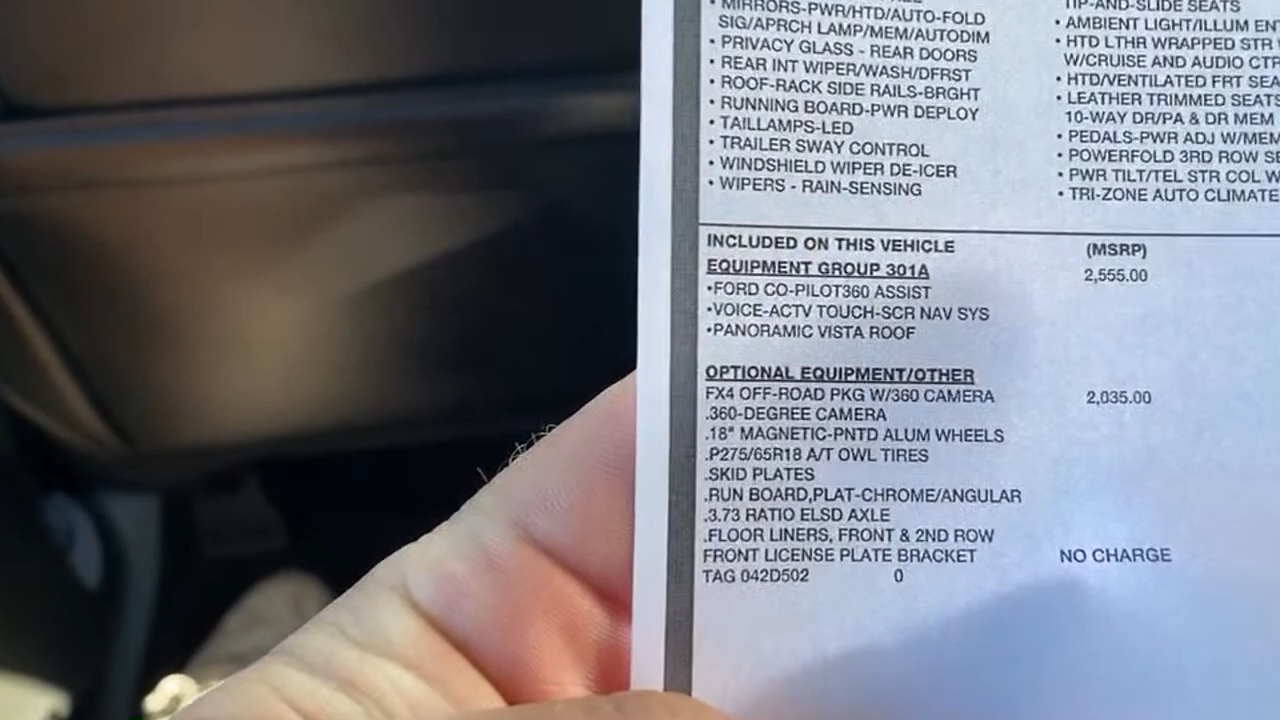 • MIRRORS-PWR/HTD/AUTO-FOLD
SIG/APRCH LAMP/MEM/AUTODIM
• PRIVACY GLASS - REAR DOORS
• REAR INT WIPER/WASH/DFRST
• ROOF-RACK SIDE RAILS-BRGHT
• RUNNING BOARD-PWR DEPLOY
• TAILLAMPS-LED
• TRAILER SWAY CONTROL
• WINDSHIELD WIPER DE-ICER
• WIPERS - RAIN-SENSING
TIP-AND-SLIDE SEATS
• AMBIENT LIGHT/ILLUM EN
• HTD LTHR WRAPPED STR
W/CRUISE AND AUDIO CTR
• HTD/VENTILATED FRT SEA
• LEATHER TRIMMED SEATS
10-WAY DR/PA & DR MEM
• PEDALS-PWR ADJ W/MEM
• POWERFOLD 3RD ROW SE
• PWR TILT/TEL STR COL W
• TRI-ZONE AUTO CLIMATE
INCLUDED ON THIS VEHICLE (MSRP)
EQUIPMENT GROUP 301A 2,555.00
•FORD CO-PILOT360 ASSIST
•VOICE-ACTV TOUCH-SCR NAV SYS
•PANORAMIC VISTA ROOF
OPTIONAL EQUIPMENT/OTHER
FX4 OFF-ROAD PKG W/360 CAMERA 2,035.00
.360-DEGREE CAMERA
.18" MAGNETIC-PNTD ALUM WHEELS
.P275/65R18 A/T OWL TIRES
.SKID PLATES
.RUN BOARD,PLAT-CHROME/ANGULAR
.3.73 RATIO ELSD AXLE
.FLOOR LINERS, FRONT & 2ND ROW
FRONT LICENSE PLATE BRACKET NO CHARGE
TAG 042D502 0